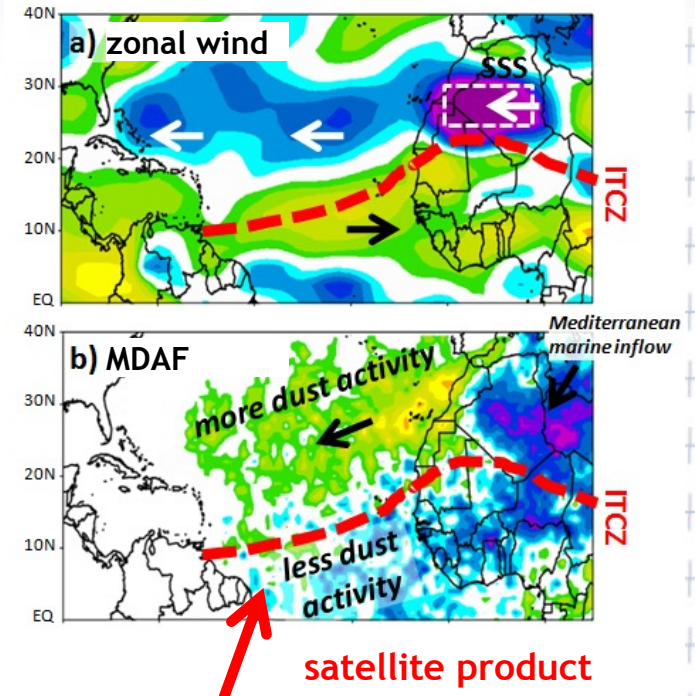 40N
a) zonal wind
SSS
30N
20N
ITCZ
10N
EQ
Mediterranean
marine inflow
40N
b) MDAF
more dust activity
30N
20N
ITCZ
10N
less dust
activity
EQ
satellite product